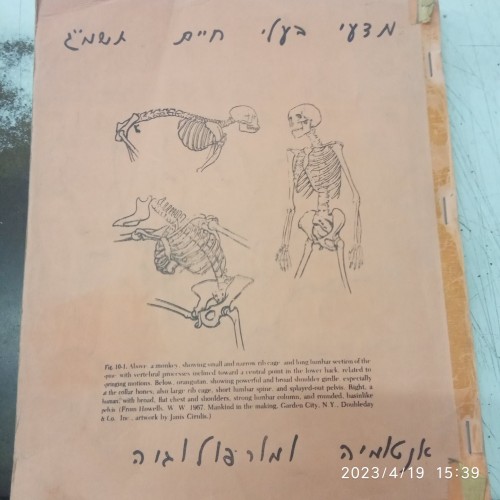 מדעי בעלי חיים תשמ"ג
Fig. 10-1. Above, a monkey, showing small and narrow rib cage and long lumbar section of the
spine with vertebral processes inclined toward a central point in the lower back, related to
springing motions. Below, orangutan, showing powerful and broad shoulder girdle especially
at the collar bones; also large rib cage, short lumbar spine, and splayed-out pelvis. Right, a
human, with broad, flat chest and shoulders, strong lumbar column, and rounded, basinlike
pelvis (From Howells, W. W. 1967. Mankind in the making, Garden City, N.Y., Doubleday
& Co., Inc., artwork by Janis Cirulis.)
אנטומיה ומורפולוגיה
2023/4/19 15:39